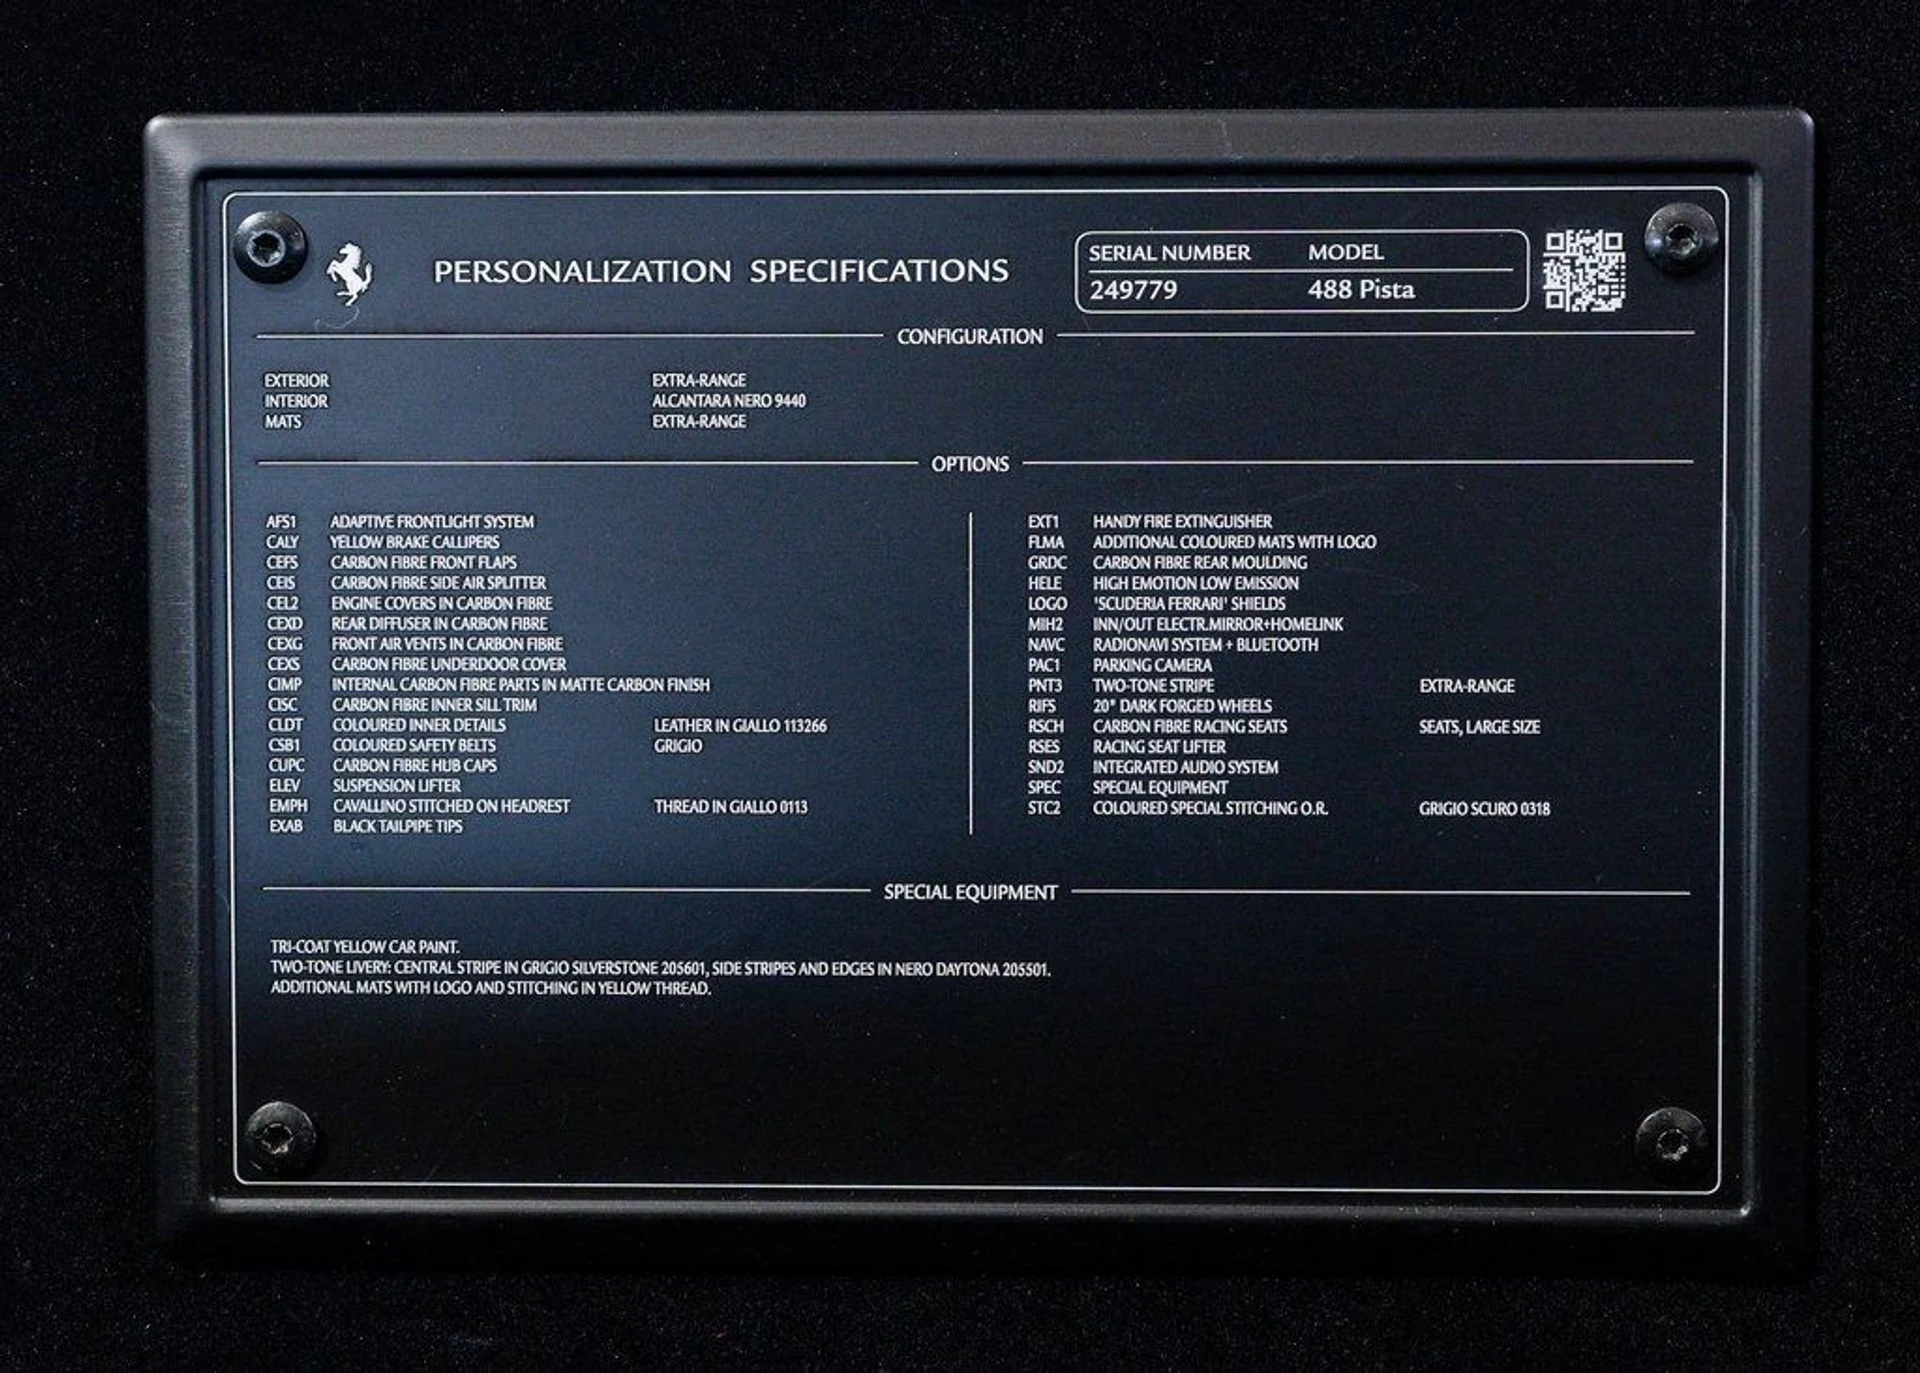 PERSONALIZATION SPECIFICATIONS
SERIAL NUMBER MODEL
249779 488 Pista
CONFIGURATION
EXTERIOR EXTRA-RANGE
INTERIOR ALCANTARA NERO 9440
MATS EXTRA-RANGE
OPTIONS
AFS1 ADAPTIVE FRONTLIGHT SYSTEM
CALY YELLOW BRAKE CALLIPERS
CEFS CARBON FIBRE FRONT FLAPS
CEIS CARBON FIBRE SIDE AIR SPLITTER
CEL2 ENGINE COVERS IN CARBON FIBRE
CEXD REAR DIFFUSER IN CARBON FIBRE
CEXG FRONT AIR VENTS IN CARBON FIBRE
CEXS CARBON FIBRE UNDERDOOR COVER
CIMP INTERNAL CARBON FIBRE PARTS IN MATTE CARBON FINISH
CISC CARBON FIBRE INNER SILL TRIM
CLDT COLOURED INNER DETAILS LEATHER IN GIALLO 113266
CSB1 COLOURED SAFETY BELTS GRIGIO
CUPC CARBON FIBRE HUB CAPS
ELEV SUSPENSION LIFTER
EMPH CAVALLINO STITCHED ON HEADREST THREAD IN GIALLO 0113
EXAB BLACK TAILPIPE TIPS
EXT1 HANDY FIRE EXTINGUISHER
FLMA ADDITIONAL COLOURED MATS WITH LOGO
GRDC CARBON FIBRE REAR MOULDING
HELE HIGH EMOTION LOW EMISSION
LOGO 'SCUDERIA FERRARI' SHIELDS
MIH2 INN/OUT ELECTR.MIRROR+HOMELINK
NAVC RADIONAVI SYSTEM + BLUETOOTH
PAC1 PARKING CAMERA
PNT3 TWO-TONE STRIPE EXTRA-RANGE
RIFS 20" DARK FORGED WHEELS
RSCH CARBON FIBRE RACING SEATS SEATS, LARGE SIZE
RSES RACING SEAT LIFTER
SND2 INTEGRATED AUDIO SYSTEM
SPEC SPECIAL EQUIPMENT
STC2 COLOURED SPECIAL STITCHING O.R. GRIGIO SCURO 0318
SPECIAL EQUIPMENT
TRI-COAT YELLOW CAR PAINT.
TWO-TONE LIVERY: CENTRAL STRIPE IN GRIGIO SILVERSTONE 205601, SIDE STRIPES AND EDGES IN NERO DAYTONA 205501.
ADDITIONAL MATS WITH LOGO AND STITCHING IN YELLOW THREAD.